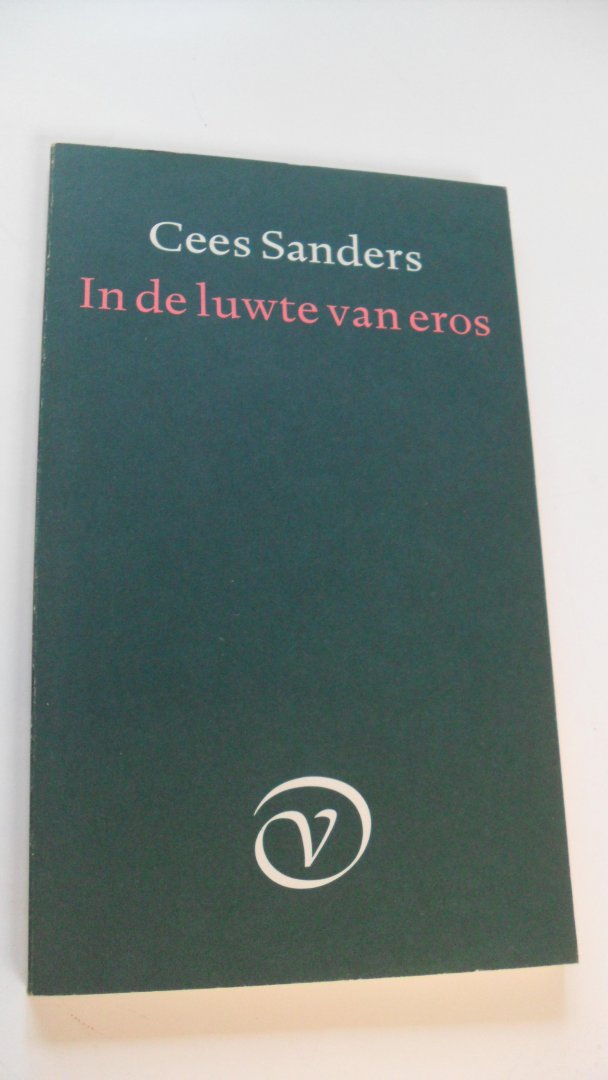 Cees Sanders
In de luwte van eros
V